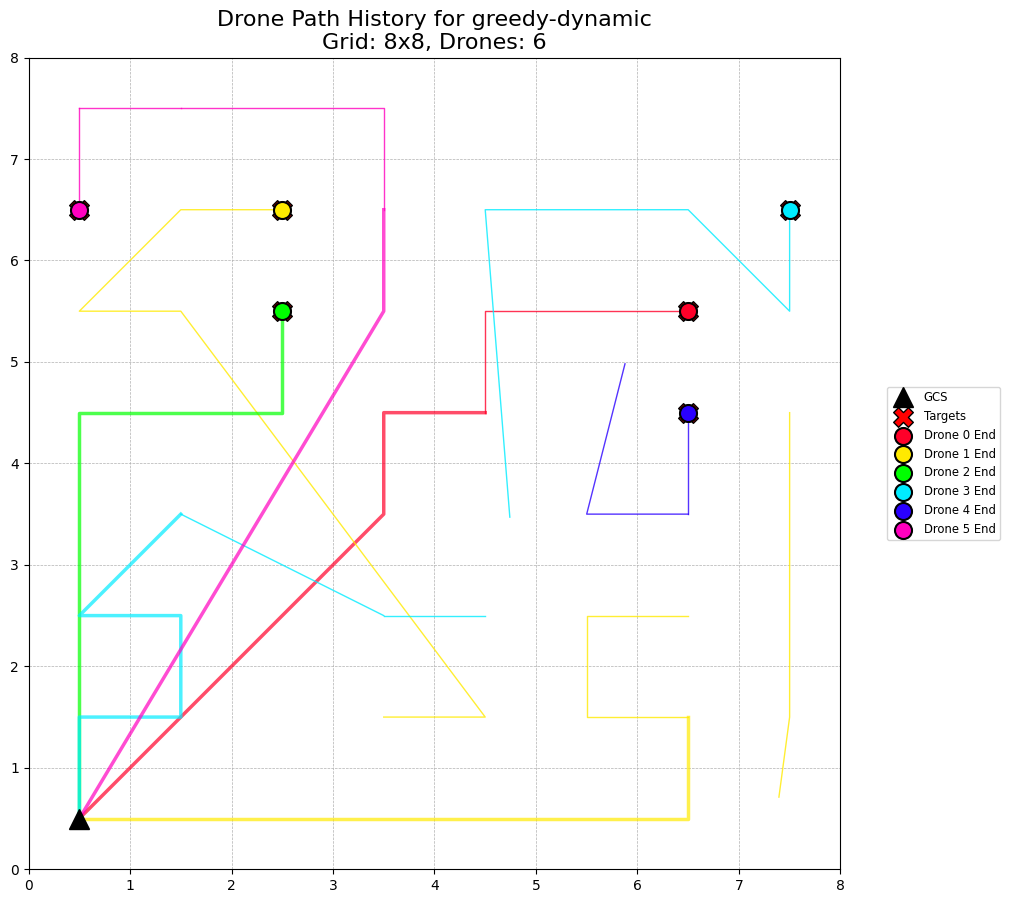 Drone Path History for greedy-dynamic
Grid: 8x8, Drones: 6
8
7
6
5
4
3
2
1
0
0 1 2 3 4 5 6 7 8
GCS
Targets
Drone 0 End
Drone 1 End
Drone 2 End
Drone 3 End
Drone 4 End
Drone 5 End